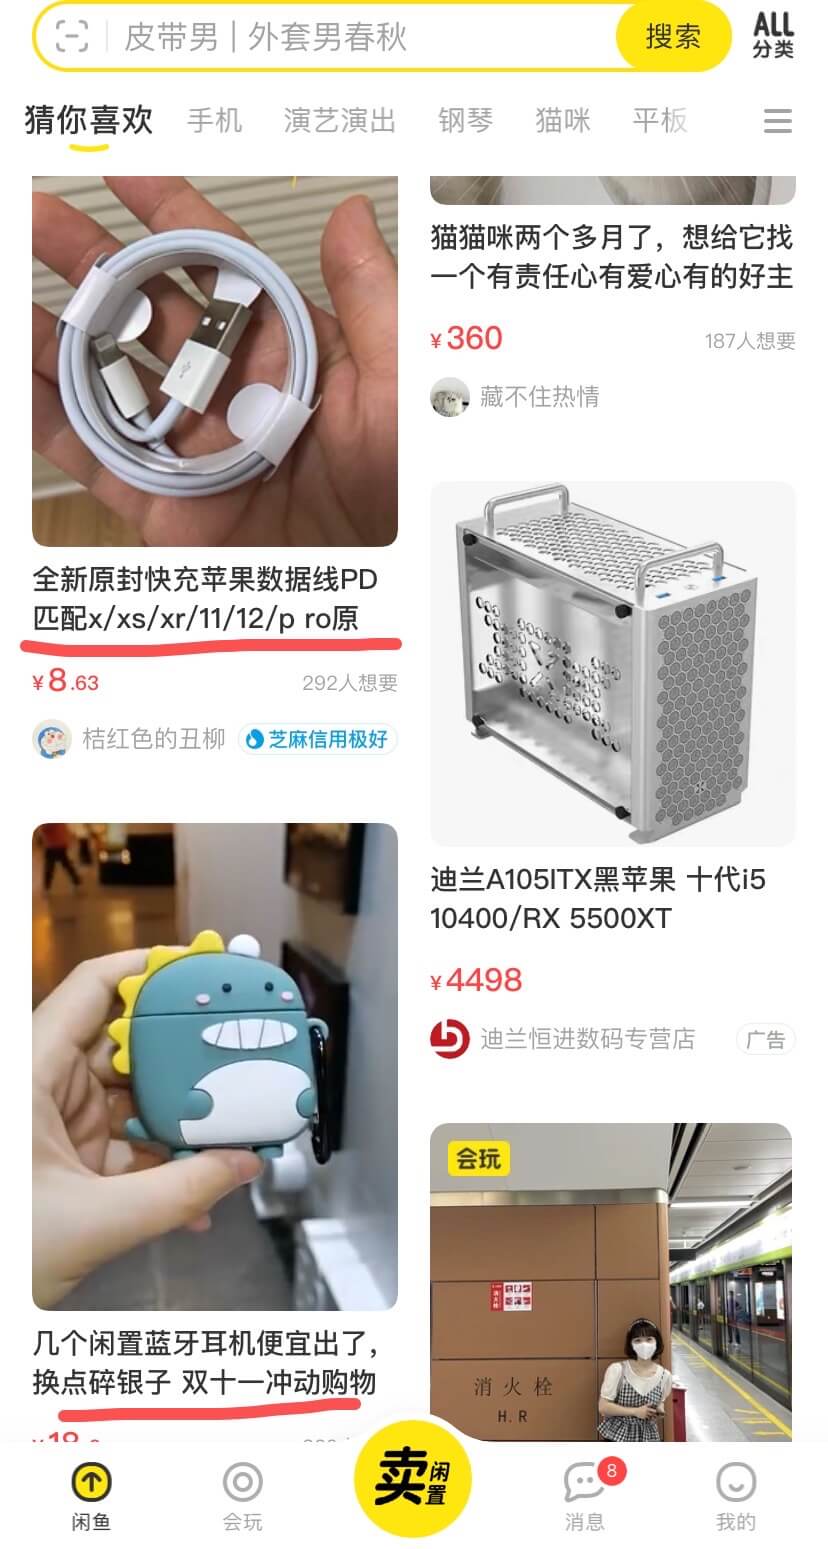 皮带男 | 外套男春秋
搜索
ALL
分类
猜你喜欢
手机
演艺演出
钢琴
猫咪
平板
全新原封快充苹果数据线PD
匹配x/xs/xr/11/12/p ro原
¥8.63
292人想要
桔红色的丑柳
芝麻信用极好
几个闲置蓝牙耳机便宜出了,
换点碎银子 双十一冲动购物
猫猫咪两个多月了，想给它找
一个有责任心有爱心有的好主
¥360
187人想要
藏不住热情
迪兰A105ITX黑苹果 十代i5
10400/RX 5500XT
¥4498
迪兰恒进数码专营店
广告
会玩
消火栓
H.R
闲鱼
会玩
卖闲置
8
消息
我的